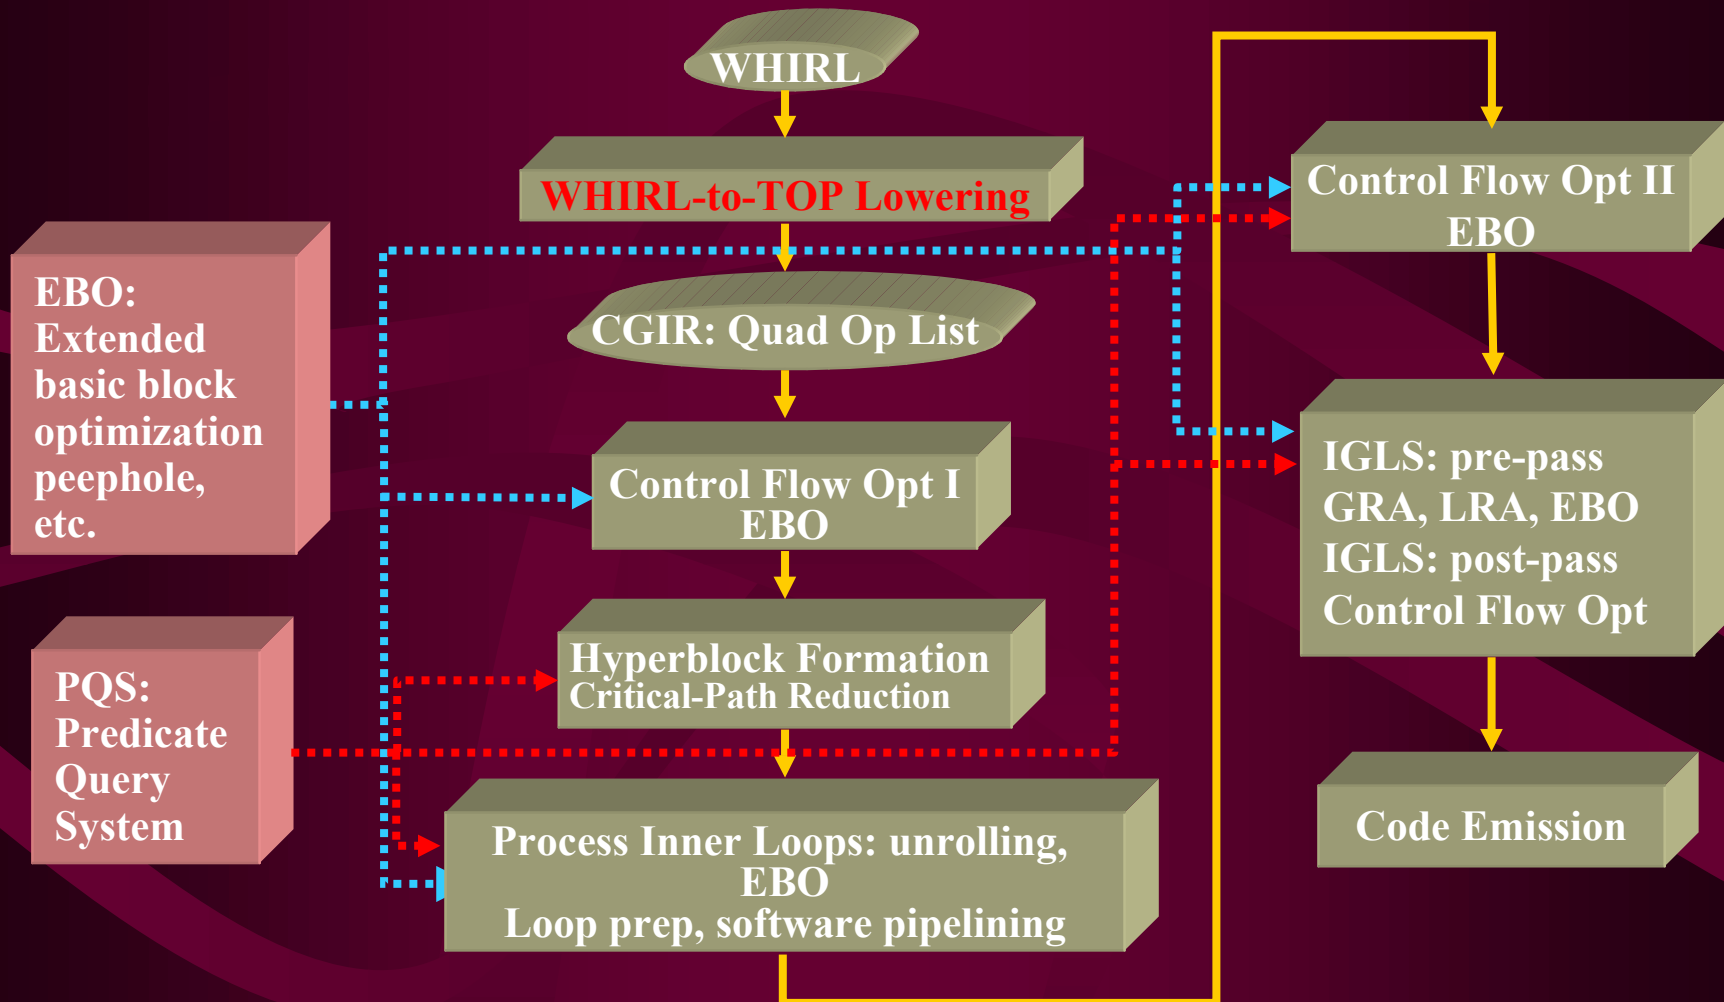 WHIRL
WHIRL-to-TOP Lowering
CGIR: Quad Op List
Control Flow Opt I
EBO
Hyperblock Formation
Critical-Path Reduction
Process Inner Loops: unrolling,
EBO
Loop prep, software pipelining
EBO:
Extended
basic block
optimization
peephole,
etc.
PQS:
Predicate
Query
System
Control Flow Opt II
EBO
IGLS: pre-pass
GRA, LRA, EBO
IGLS: post-pass
Control Flow Opt
Code Emission